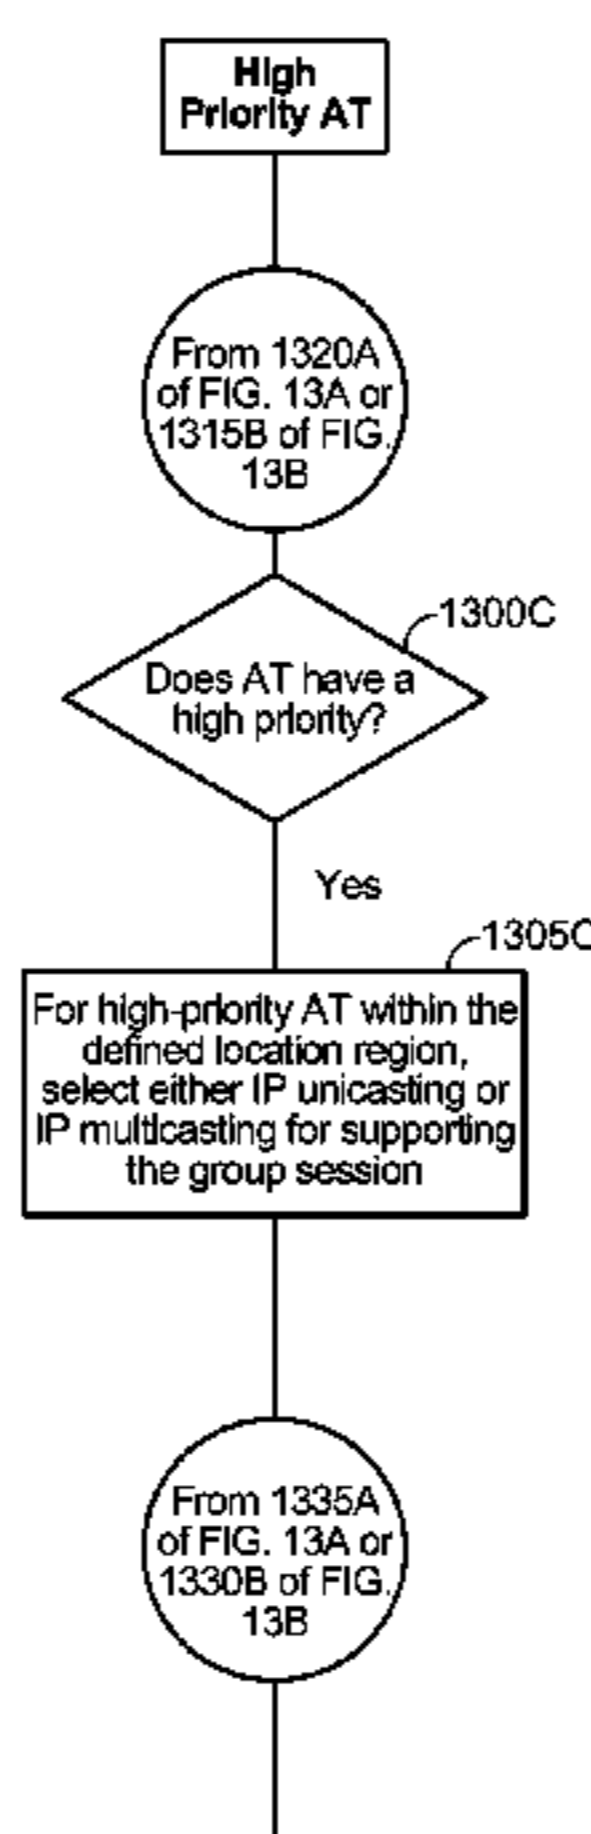 High
Priority AT
From 1320A
of FIG. 13A or
1315B of FIG.
13B
1300C
Does AT have a
high priority?
Yes
1305C
For high-priority AT within the
defined location region,
select either IP unicasting or
IP multicasting for supporting
the group session
From 1335A
of FIG. 13A or
1330B of FIG.
13B